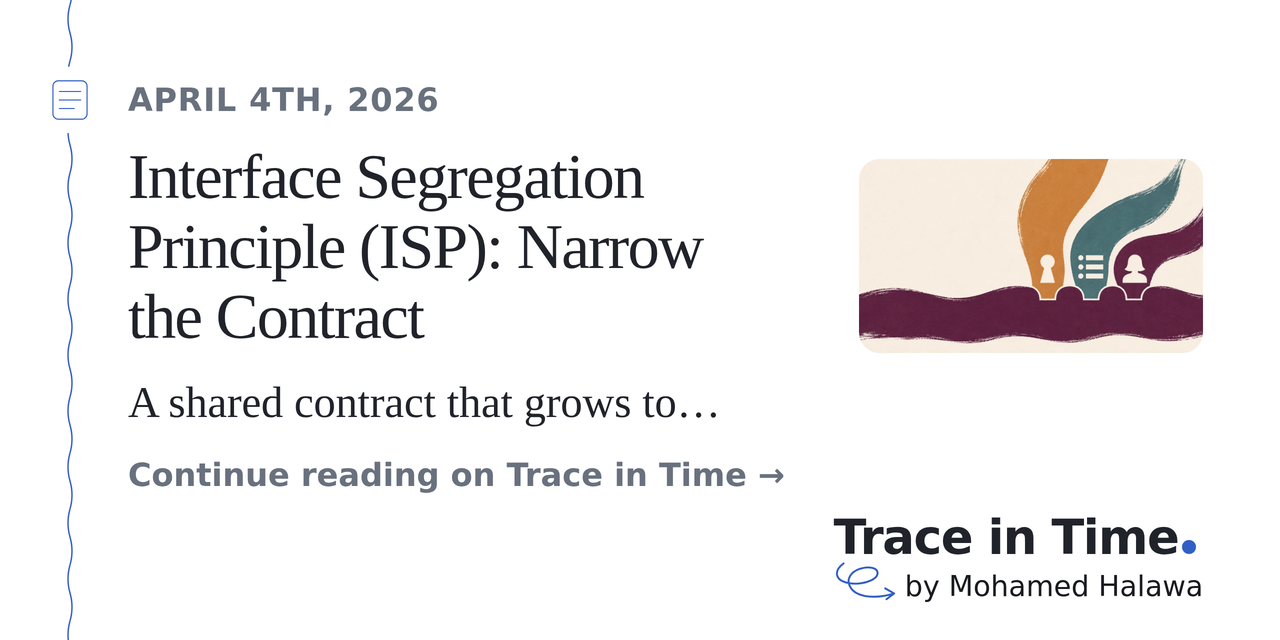 APRIL 4TH, 2026
Interface Segregation
Principle (ISP): Narrow
the Contract
A shared contract that grows to…
Continue reading on Trace in Time →
Trace in Time.
by Mohamed Halawa